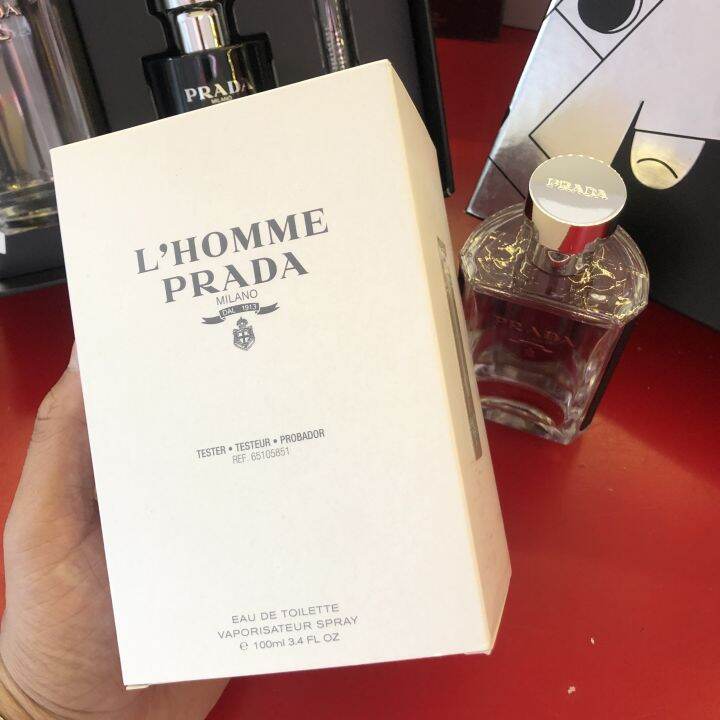 PRADA
MILANO
L'HOMME
PRADA
MILANO
DAL 1913
TESTER • TESTEUR • PROBADOR
REF. 65105851
EAU DE TOILETTE
VAPORISATEUR SPRAY
℮ 100ml 3.4 FL OZ
PRADA
PRADA